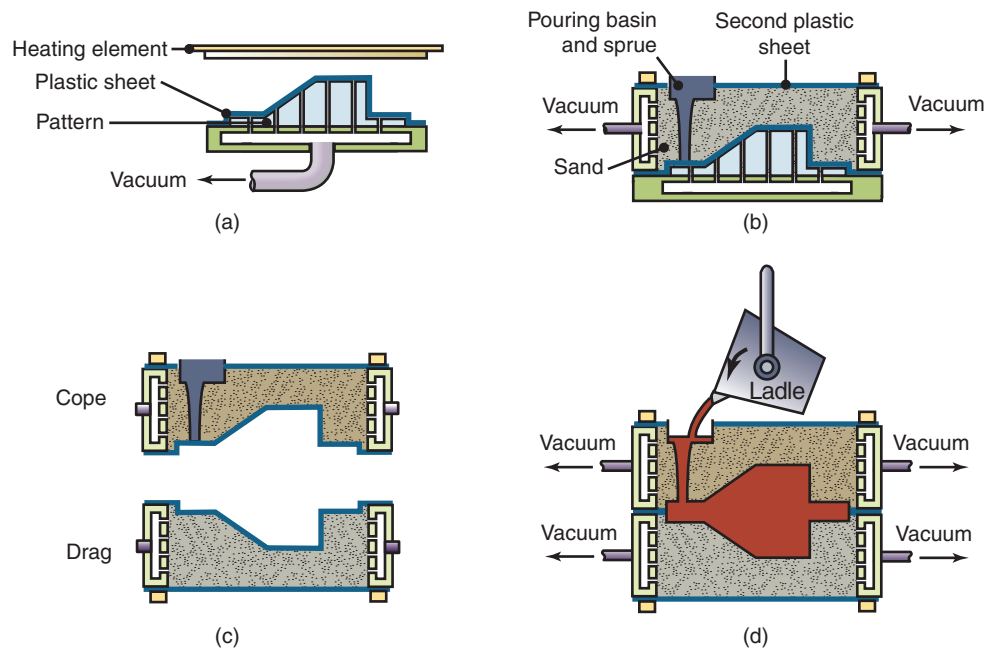 Heating element
Plastic sheet
Pattern
Vacuum
(a)
Pouring basin
and sprue
Second plastic
sheet
Vacuum
Vacuum
Sand
(b)
Cope
Drag
(c)
Ladle
Vacuum
Vacuum
Vacuum
Vacuum
(d)